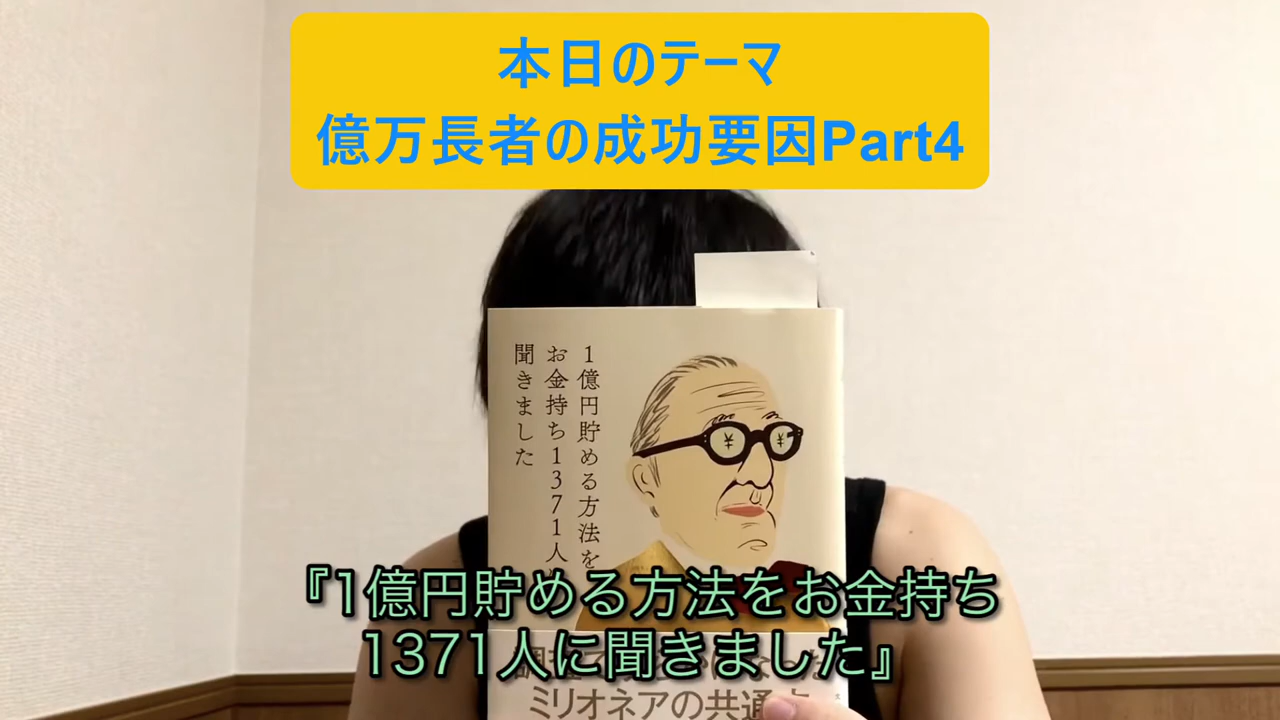 本日のテーマ
億万長者の成功要因Part4
1億円貯める方法を
お金持ち1371人
聞きました
¥ ¥
『1億円貯める方法をお金持ち
1371人に聞きました』
ミリオネアの共通